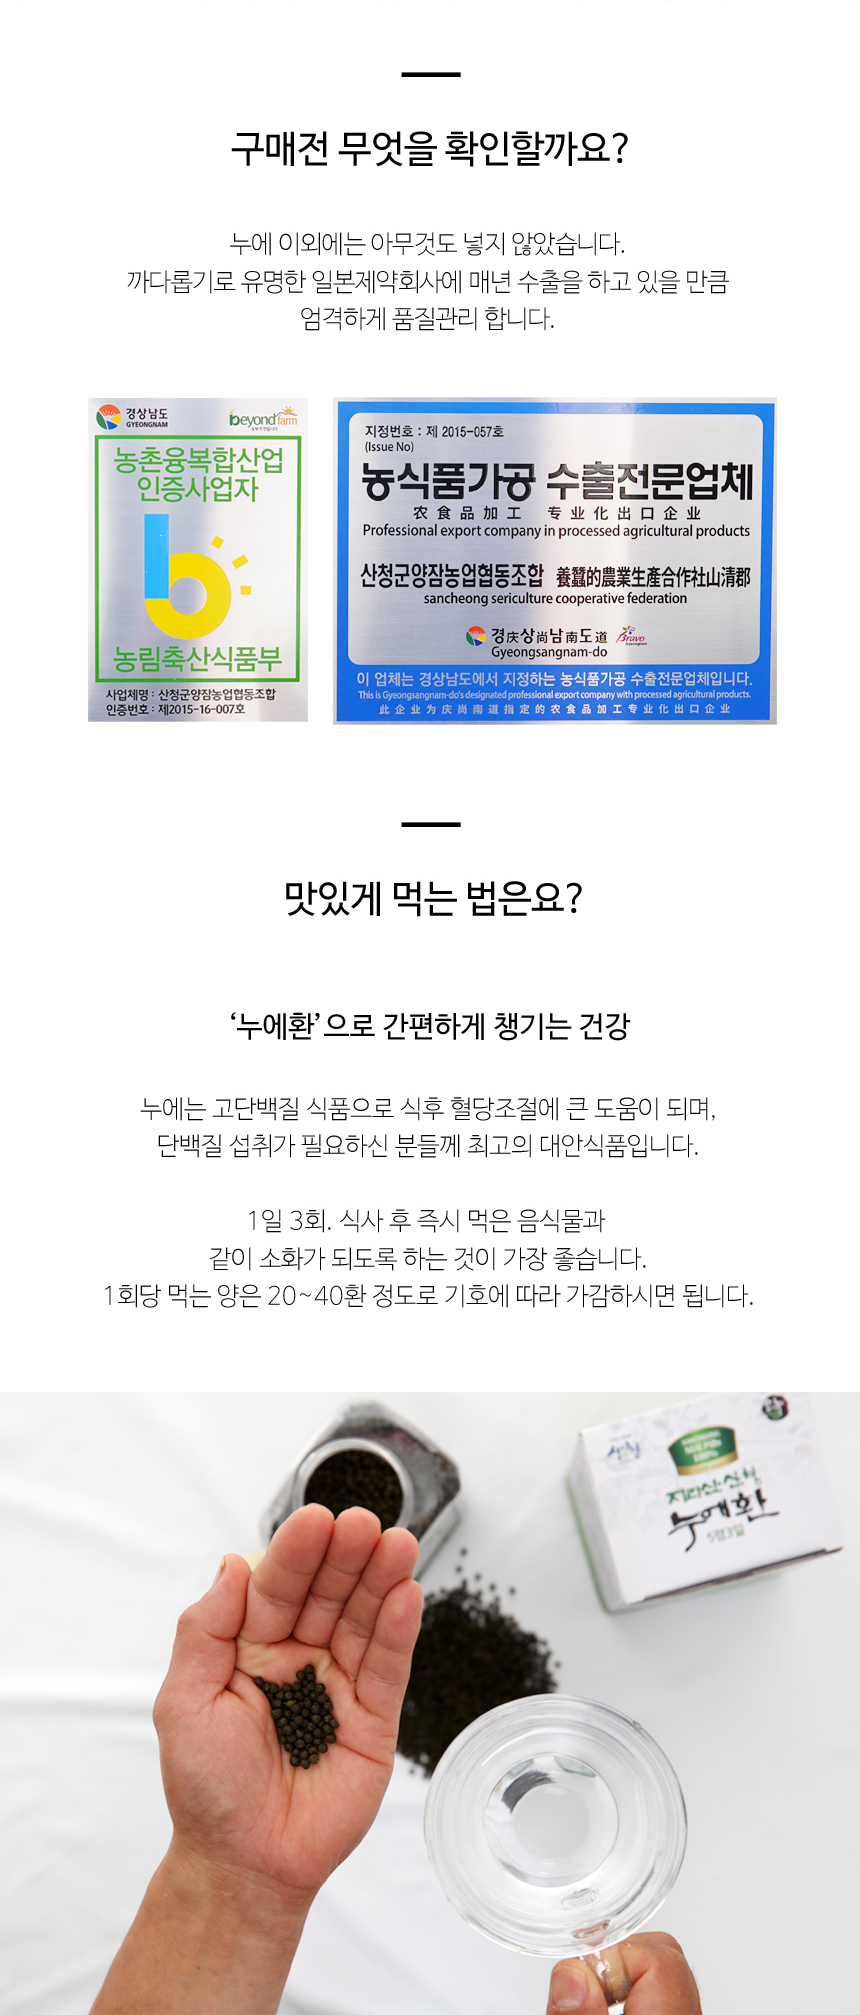 구매전 무엇을 확인할까요?
누에 이외에는 아무것도 넣지 않았습니다.
까다롭기로 유명한 일본제약회사에 매년 수출을 하고 있을 만큼
엄격하게 품질관리 합니다.
경상남도
GYEONGNAM
beyond farm
농촌융복합산업
인증사업자
농림축산식품부
사업체명 : 산청군양잠농업협동조합
인증번호 : 제2015-16-007호
지정번호 : 제 2015-057호
(Issue No)
농식품가공 수출전문업체
农食品加工 专业化出口企业
Professional export company in processed agricultural products
산청군양잠농업협동조합 養蠶的農業生產合作社山清郡
sancheong sericulture cooperative federation
경庆상尚남南도道
Bravo
Gyeongnam
Gyeongsangnam-do
이 업체는 경상남도에서 지정하는 농식품가공 수출전문업체입니다.
This is Gyeongsangnam-do's designated professional export company with processed agricultural products.
此企业为庆尚南道指定的农食品加工专业化出口企业
맛있게 먹는 법은요?
‘누에환’으로 간편하게 챙기는 건강
누에는 고단백질 식품으로 식후 혈당조절에 큰 도움이 되며,
단백질 섭취가 필요하신 분들께 최고의 대안식품입니다.
1일 3회. 식사 후 즉시 먹은 음식물과
같이 소화가 되도록 하는 것이 가장 좋습니다.
1회당 먹는 양은 20~40환 정도로 기호에 따라 가감하시면 됩니다.
산청
100%
지리산 산청
누에환
5령3일